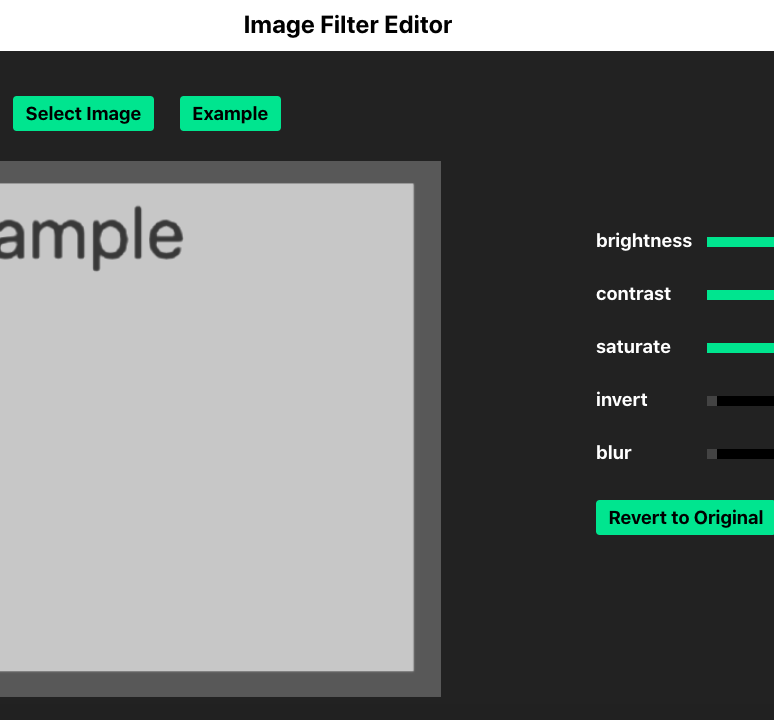 Image Filter Editor
Select Image
Example
ample
brightness
contrast
saturate
invert
blur
Revert to Original